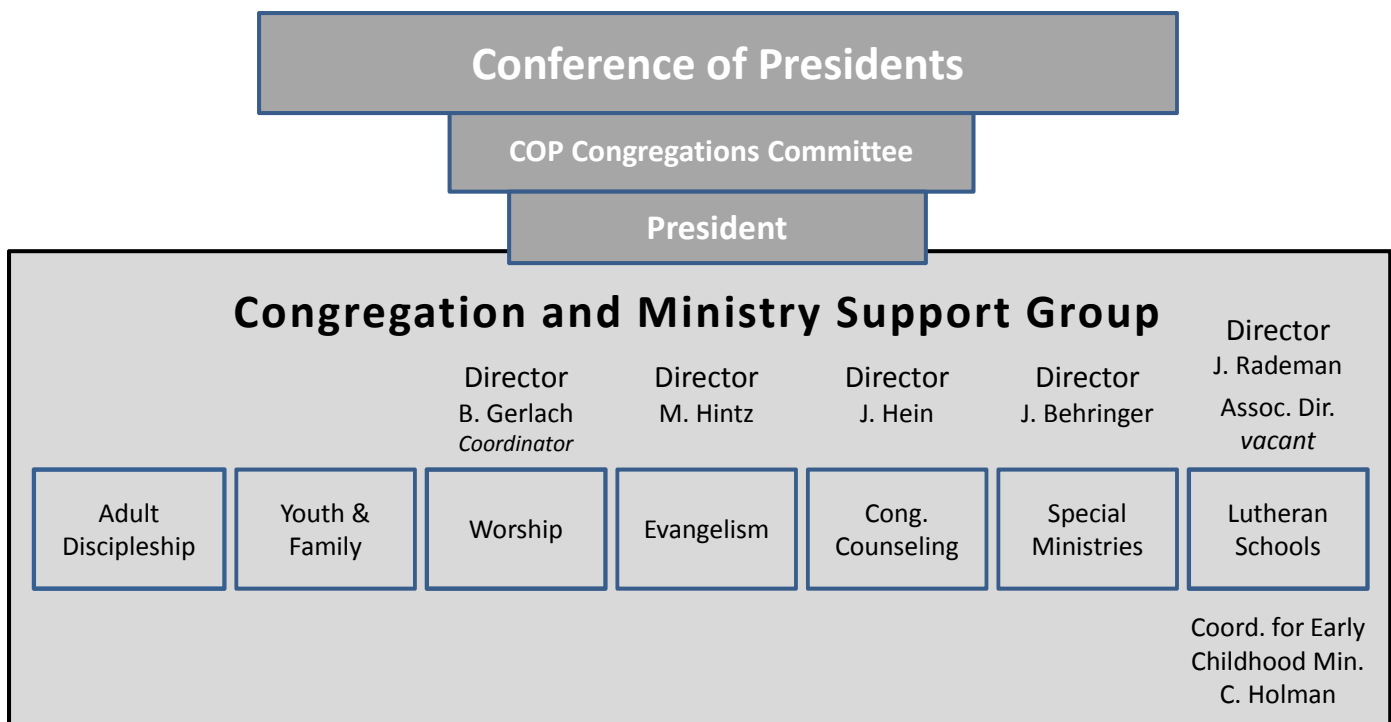 Conference of Presidents
COP Congregations Committee
President
Congregation and Ministry Support Group
Director
B. Gerlach
Coordinator
Director
M. Hintz
Director
J. Hein
Director
J. Behringer
Director
J. Rademan
Assoc. Dir.
vacant
Adult
Discipleship
Youth &
Family
Worship
Evangelism
Cong.
Counseling
Special
Ministries
Lutheran
Schools
Coord. for Early
Childhood Min.
C. Holman